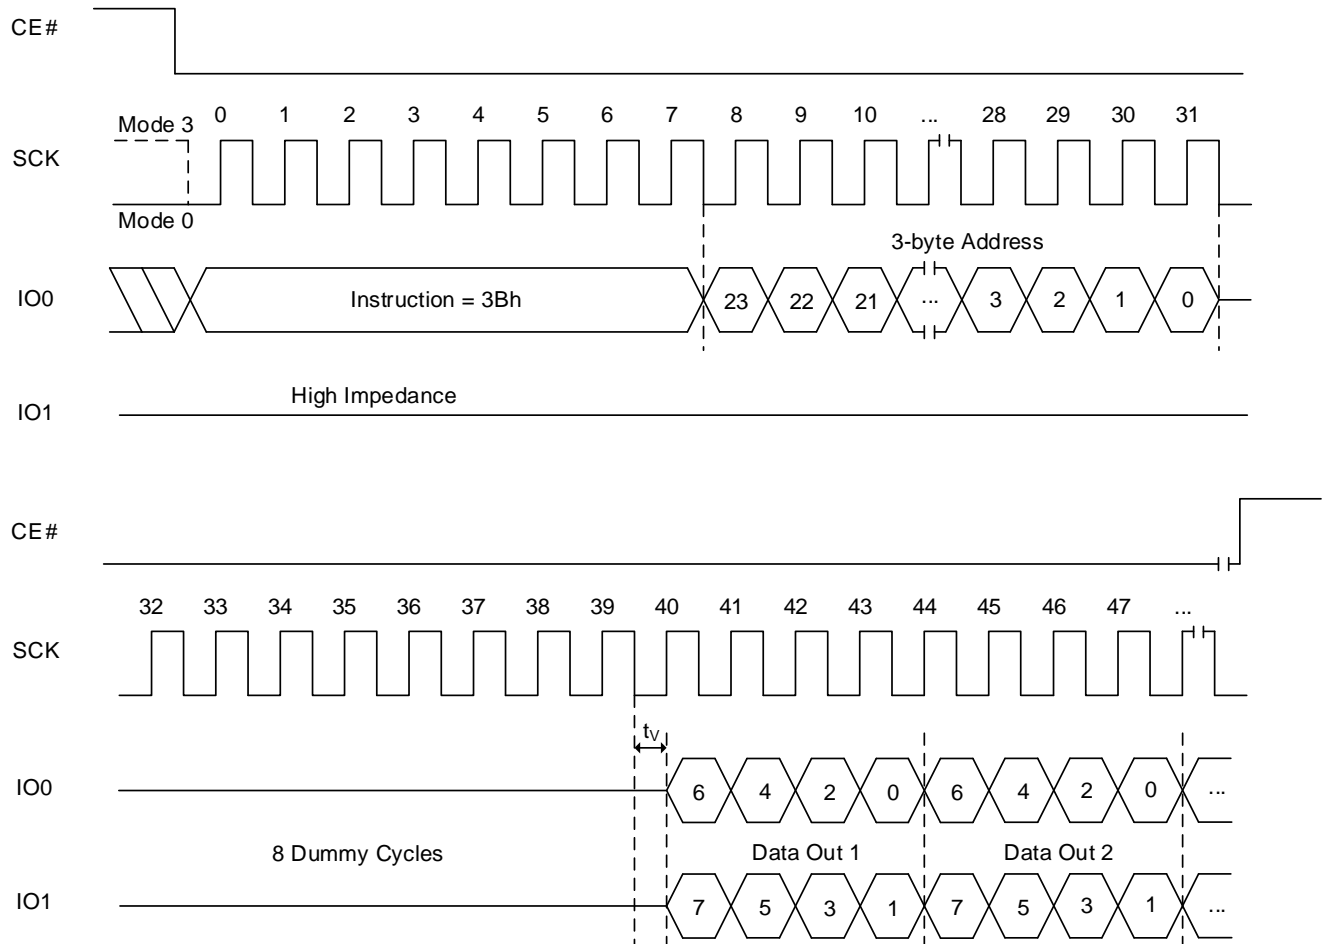 CE#
Mode 3
0 1 2 3 4 5 6 7 8 9 10 ... 28 29 30 31
SCK
Mode 0
3-byte Address
IO0
Instruction = 3Bh
23 22 21 ... 3 2 1 0
High Impedance
IO1
CE#
32 33 34 35 36 37 38 39 40 41 42 43 44 45 46 47 ...
SCK
tV
IO0
6 4 2 0 6 4 2 0 ...
8 Dummy Cycles
Data Out 1
Data Out 2
IO1
7 5 3 1 7 5 3 1 ...